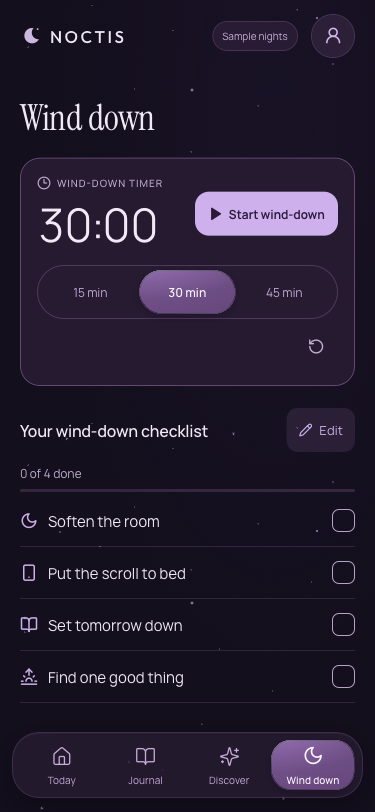 NOCTIS
Sample nights
Wind down
WIND-DOWN TIMER
30:00
Start wind-down
15 min
30 min
45 min
Your wind-down checklist
Edit
0 of 4 done
Soften the room
Put the scroll to bed
Set tomorrow down
Find one good thing
Today
Journal
Discover
Wind down